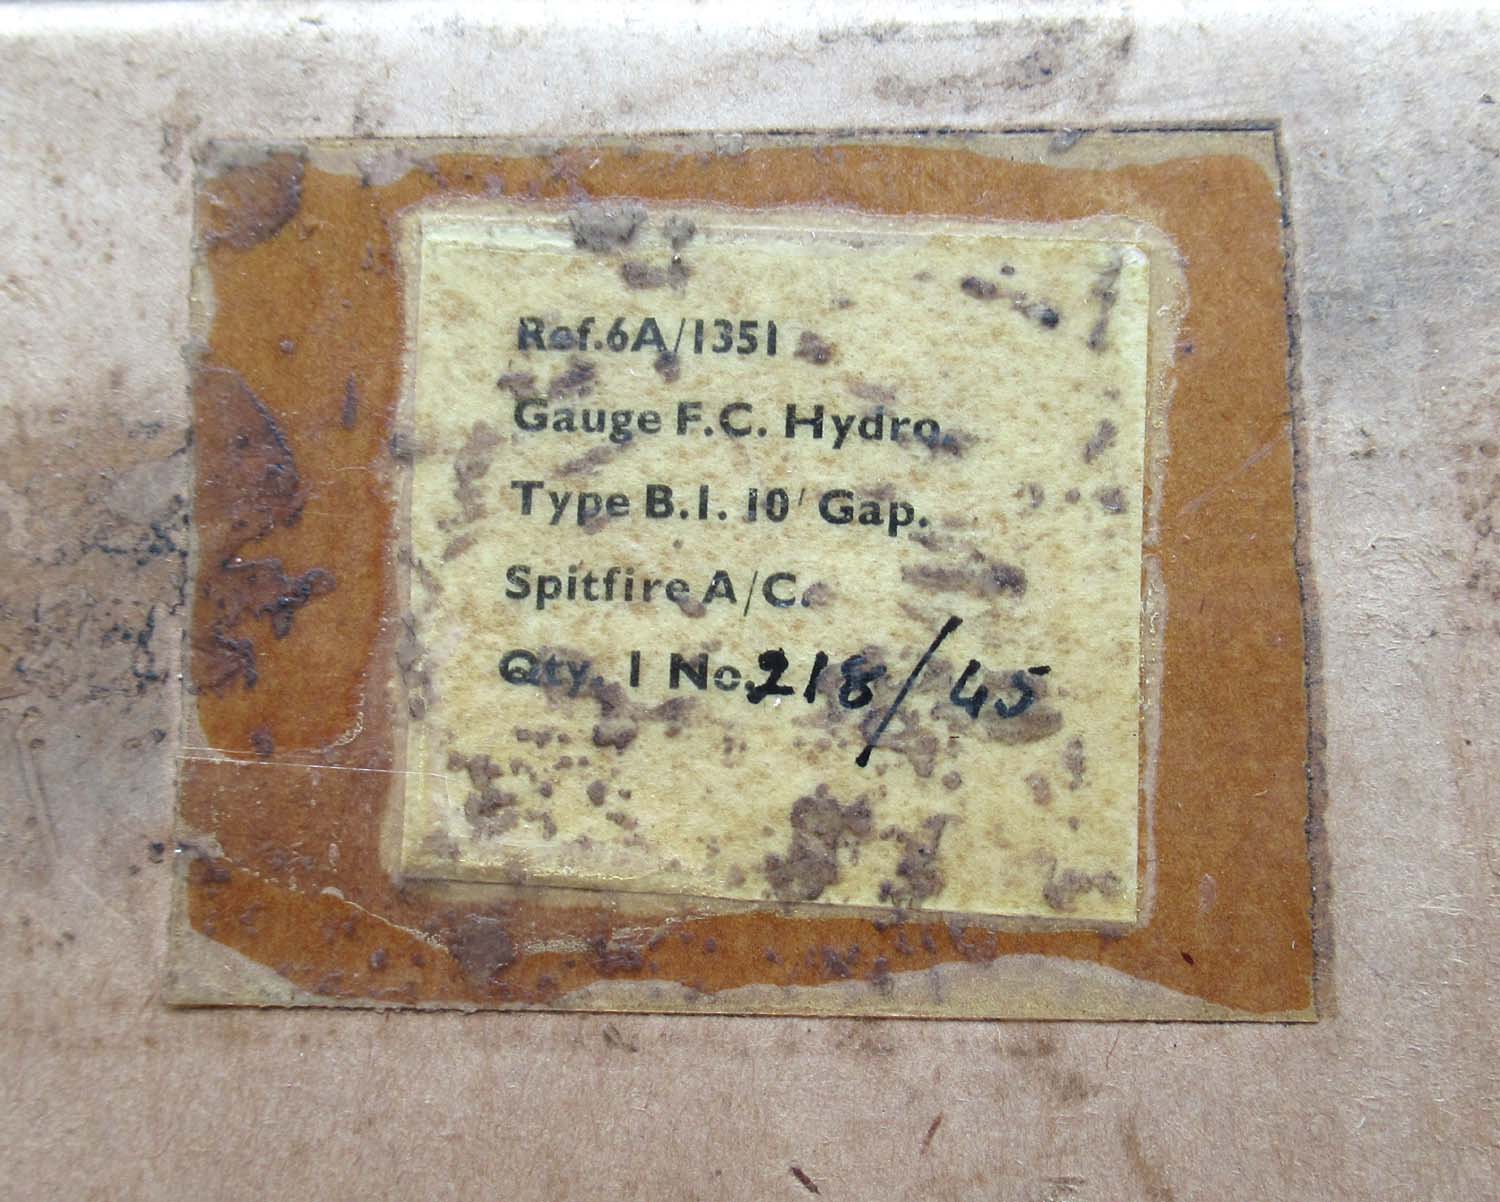 Ref.6A/1351
Gauge F.C. Hydro.
Type B.I. 10' Gap.
Spitfire A/C.
Qty. 1 No. 218/45